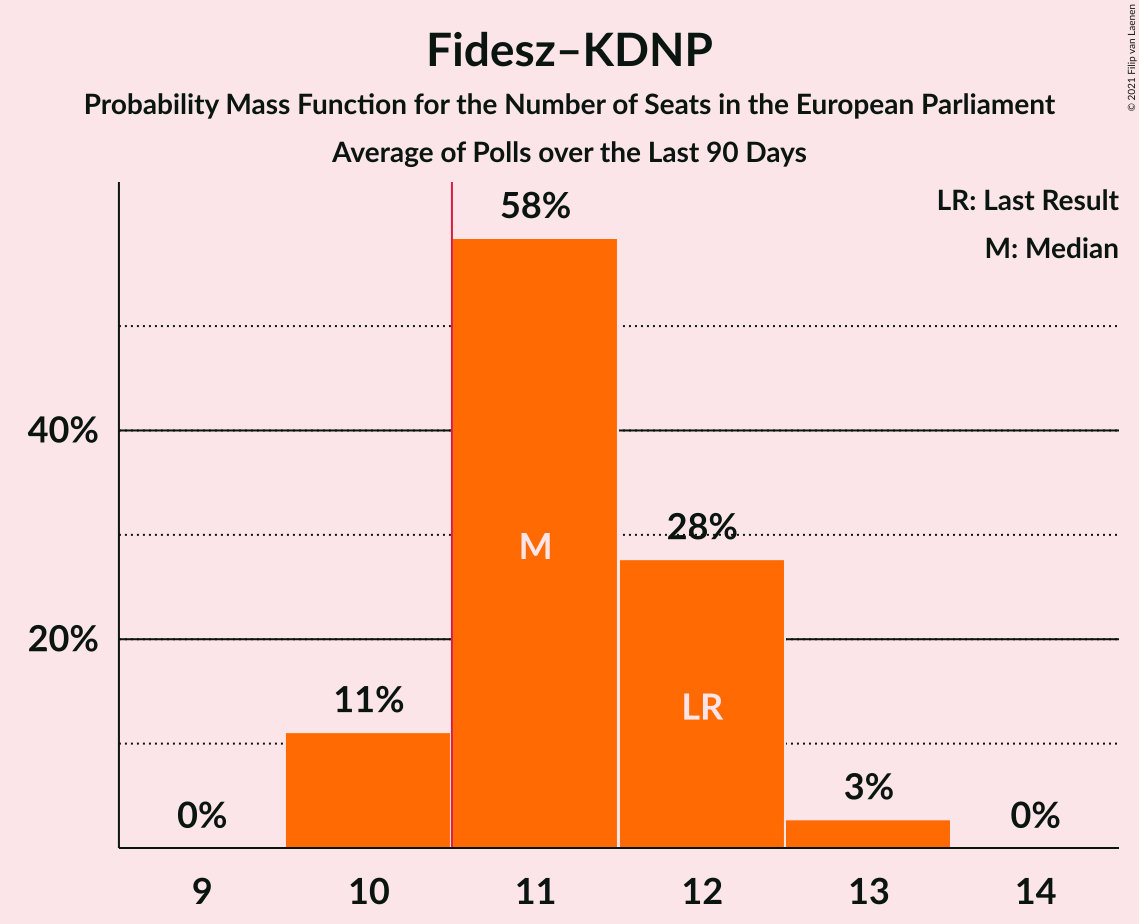 Fidesz–KDNP
Probability Mass Function for the Number of Seats in the European Parliament
Average of Polls over the Last 90 Days
© 2021 Filip van Laenen
LR: Last Result
M: Median
58%
40%
28%
M
20%
11%
LR
3%
0%
0%
9 10 11 12 13 14